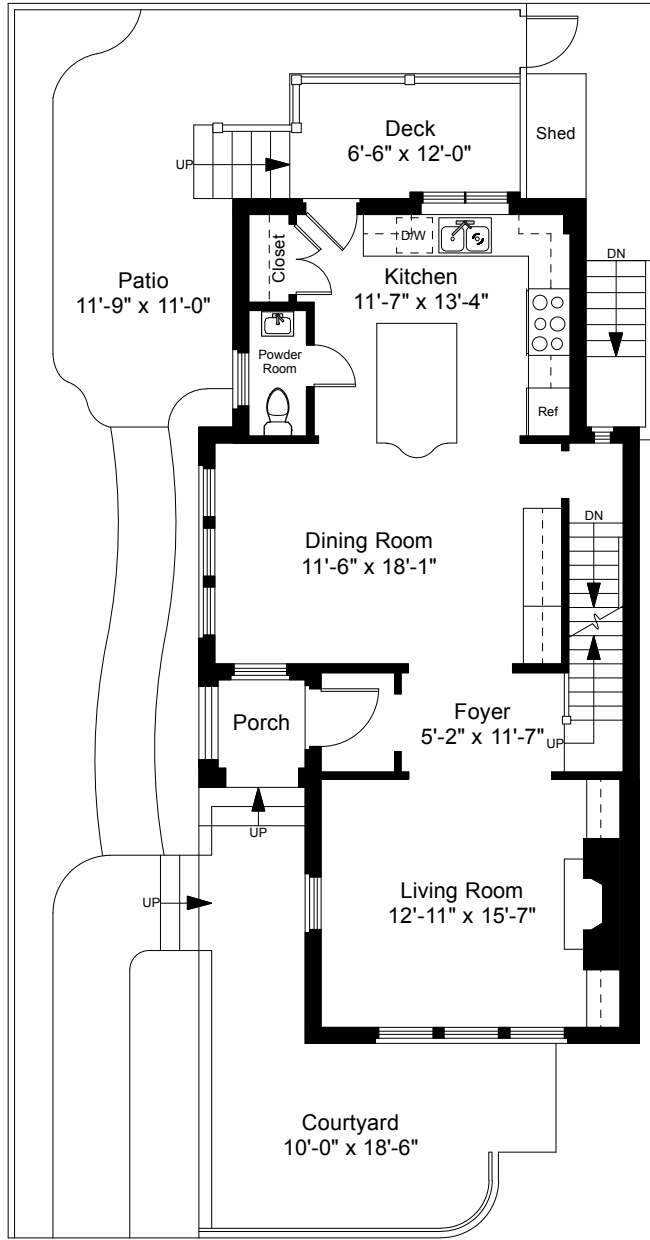 Deck
6'-6" x 12'-0"
Shed
UP
D/W
Closet
Kitchen
11'-7" x 13'-4"
DN
Patio
11'-9" x 11'-0"
Powder
Room
Ref
DN
Dining Room
11'-6" x 18'-1"
Porch
Foyer
5'-2" x 11'-7"
UP
UP
UP
Living Room
12'-11" x 15'-7"
Courtyard
10'-0" x 18'-6"